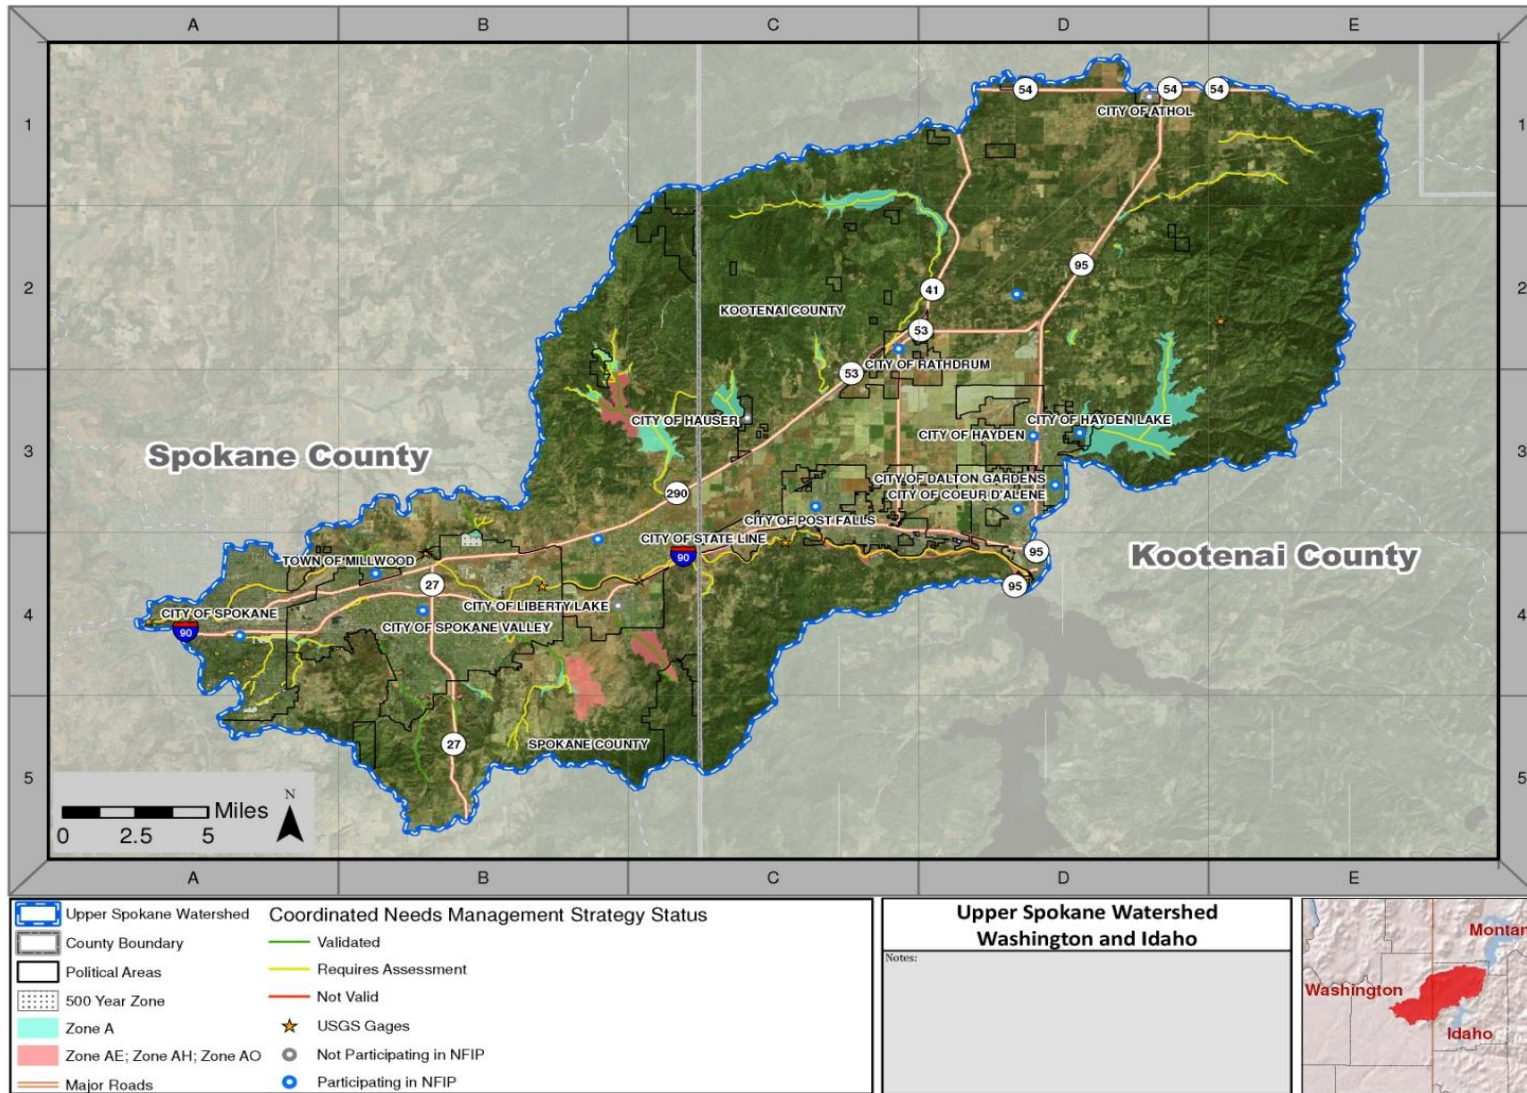 A B C D E
1 1
54 54 54
CITY OF ATHOL
2 2
95
41
KOOTENAI COUNTY
53
CITY OF RATHDRUM
53
3 3
CITY OF HAUSER
CITY OF HAYDEN LAKE
CITY OF HAYDEN
Spokane County
CITY OF DALTON GARDENS
290
CITY OF COEUR D'ALENE
CITY OF POST FALLS
CITY OF STATE LINE
90
95
Kootenai County
TOWN OF MILLWOOD
27
95
4 4
CITY OF SPOKANE
CITY OF LIBERTY LAKE
90
CITY OF SPOKANE VALLEY
27
SPOKANE COUNTY
5 5
N
Miles
0 2.5 5
A B C D E
Upper Spokane Watershed
County Boundary
Political Areas
500 Year Zone
Zone A
Zone AE; Zone AH; Zone AO
Major Roads
Coordinated Needs Management Strategy Status
Validated
Requires Assessment
Not Valid
USGS Gages
Not Participating in NFIP
Participating in NFIP
Upper Spokane Watershed
Washington and Idaho
Notes:
Montan
Washington
Idaho